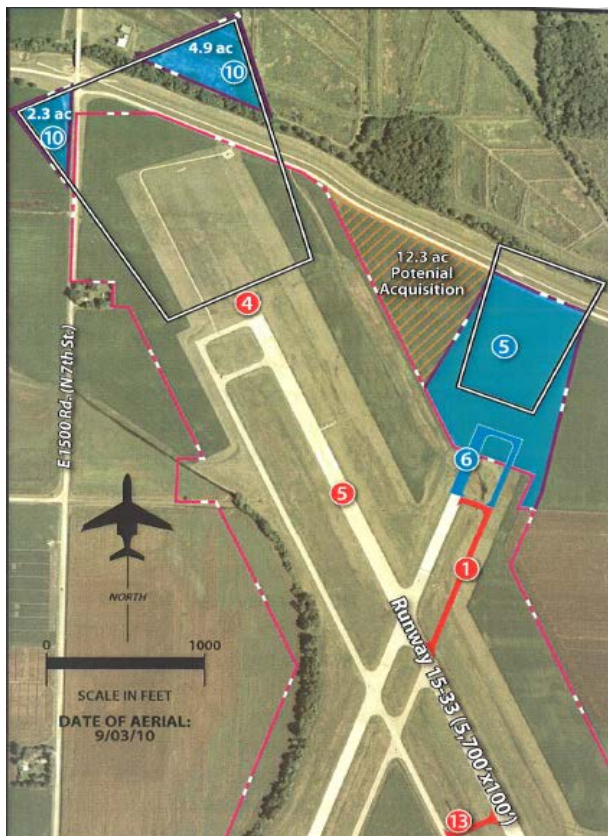 4.9 ac
10
2.3 ac
10
12.3 ac
Potenial
Acquisition
4
5
6
5
1
E 1500 Rd. (N 7th St.)
NORTH
0 1000
SCALE IN FEET
DATE OF AERIAL:
9/03/10
Runway 15-33 (5,700'x100')
13